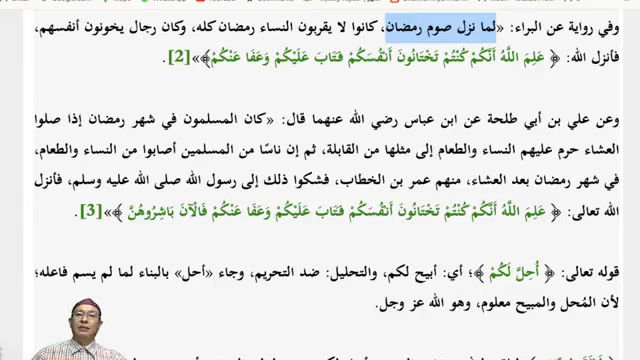 وفي رواية عن البراء: «لما نزل صوم رمضان، كانوا لا يقربون النساء رمضان كله، وكان رجال يخونون أنفسهم،
فأنزل الله: ﴿ عَلِمَ اللَّهُ أَنَّكُمْ كُنْتُمْ تَخْتَانُونَ أَنْفُسَكُمْ فَتَابَ عَلَيْكُمْ وَعَفَا عَنْكُمْ ﴾»[2].
وعن علي بن أبي طلحة عن ابن عباس رضي الله عنهما قال: «كان المسلمون في شهر رمضان إذا صلوا
العشاء حرم عليهم النساء والطعام إلى مثلها من القابلة، ثم إن ناسًا من المسلمين أصابوا من النساء والطعام،
في شهر رمضان بعد العشاء، منهم عمر بن الخطاب، فشكوا ذلك إلى رسول الله صلى الله عليه وسلم، فأنزل
الله تعالى: ﴿ عَلِمَ اللَّهُ أَنَّكُمْ كُنْتُمْ تَخْتَانُونَ أَنْفُسَكُمْ فَتَابَ عَلَيْكُمْ وَعَفَا عَنْكُمْ فَالْآنَ بَاشِرُوهُنَّ ﴾»[3].
قوله تعالى: ﴿ أُحِلَّ لَكُمْ ﴾؛ أي: أبيح لكم، والتحليل: ضد التحريم، وجاء «أحل» بالبناء لما لم يسم فاعله؛
لأن المُحل والمبيح معلوم، وهو الله عز وجل.